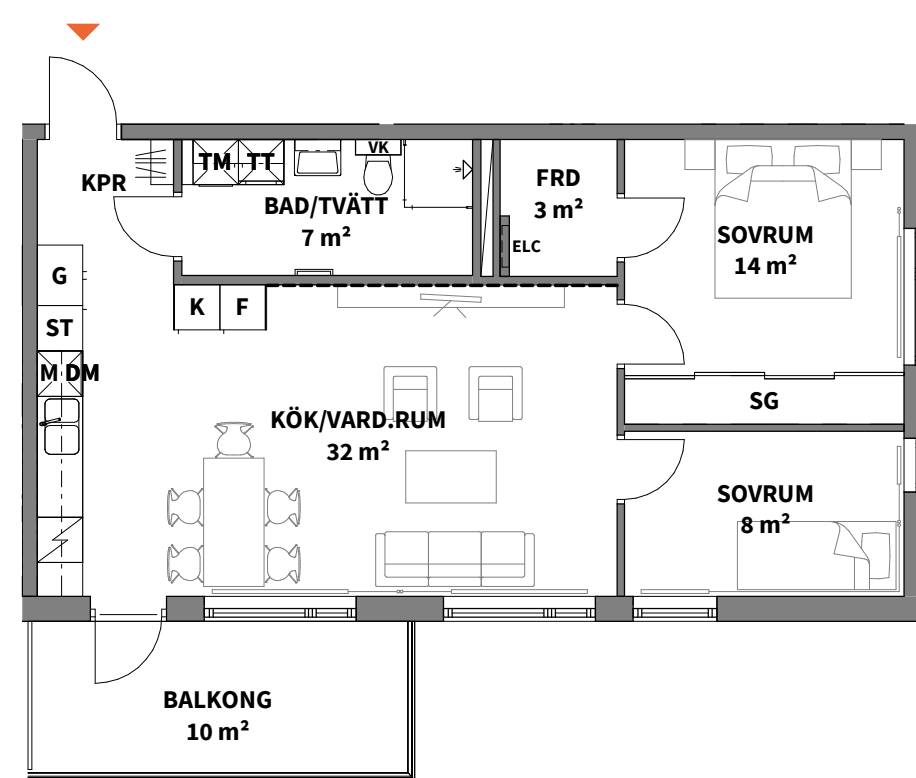 KPR
TM
TT
VK
BAD/TVÄTT
7 m²
FRD
3 m²
ELC
SOVRUM
14 m²
G
ST
M DM
K
F
KÖK/VARD.RUM
32 m²
SG
SOVRUM
8 m²
BALKONG
10 m²